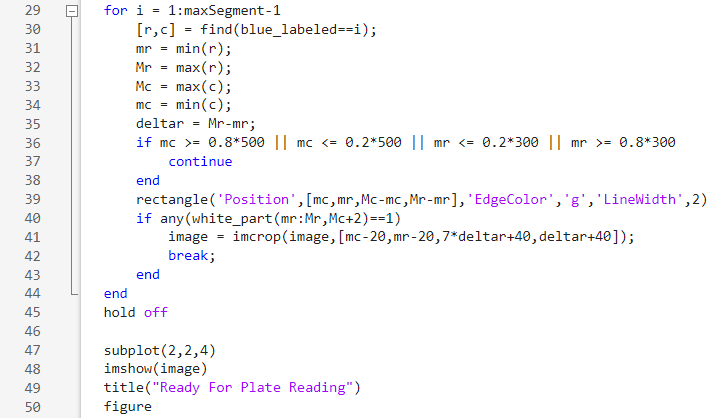 29 for i = 1:maxSegment-1
30     [r,c] = find(blue_labeled==i);
31     mr = min(r);
32     Mr = max(r);
33     Mc = max(c);
34     mc = min(c);
35     deltar = Mr-mr;
36     if mc >= 0.8*500 || mc <= 0.2*500 || mr <= 0.2*300 || mr >= 0.8*300
37         continue
38     end
39     rectangle('Position',[mc,mr,Mc-mc,Mr-mr],'EdgeColor','g','LineWidth',2)
40     if any(white_part(mr:Mr,Mc+2)==1)
41         image = imcrop(image,[mc-20,mr-20,7*deltar+40,deltar+40]);
42         break;
43     end
44 end
45 hold off
46
47 subplot(2,2,4)
48 imshow(image)
49 title("Ready For Plate Reading")
50 figure